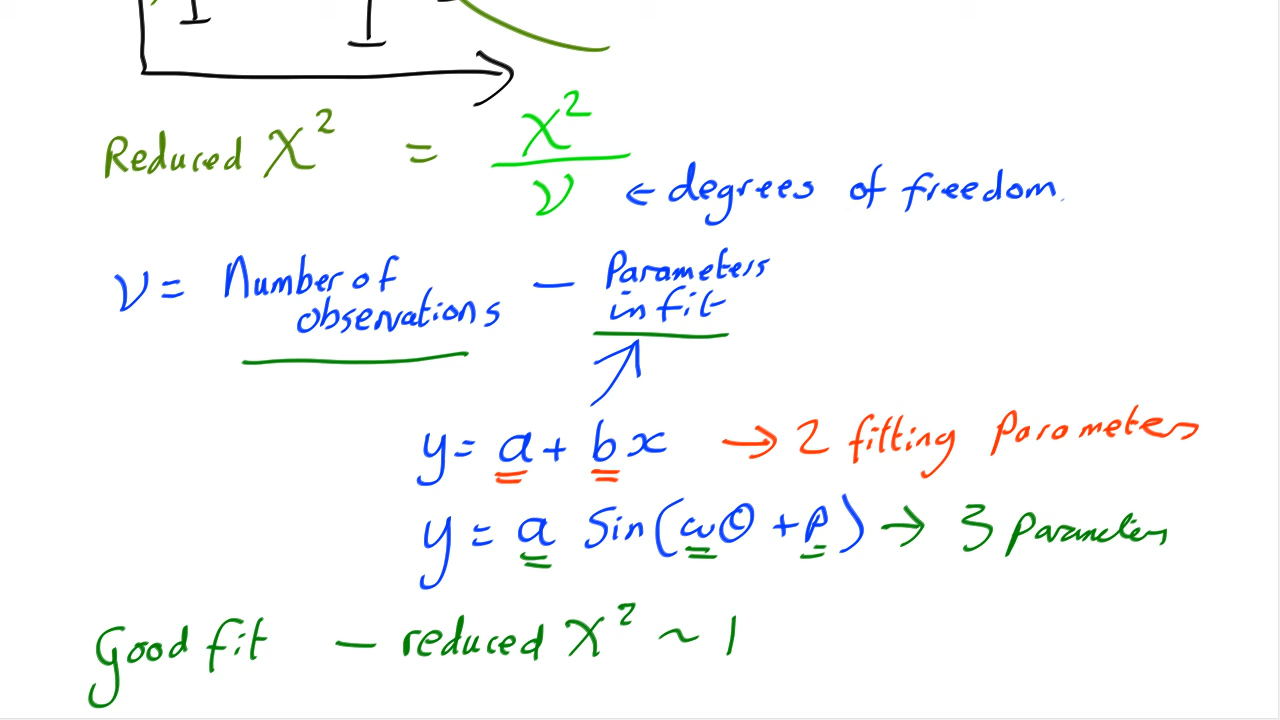 Reduced χ² = χ²/ν ← degrees of freedom.
ν = Number of observations − Parameters in fit
y = a + bx → 2 fitting Parameters
y = a Sin(ωθ + p) → 3 parameters
Good fit − reduced χ² ~ 1